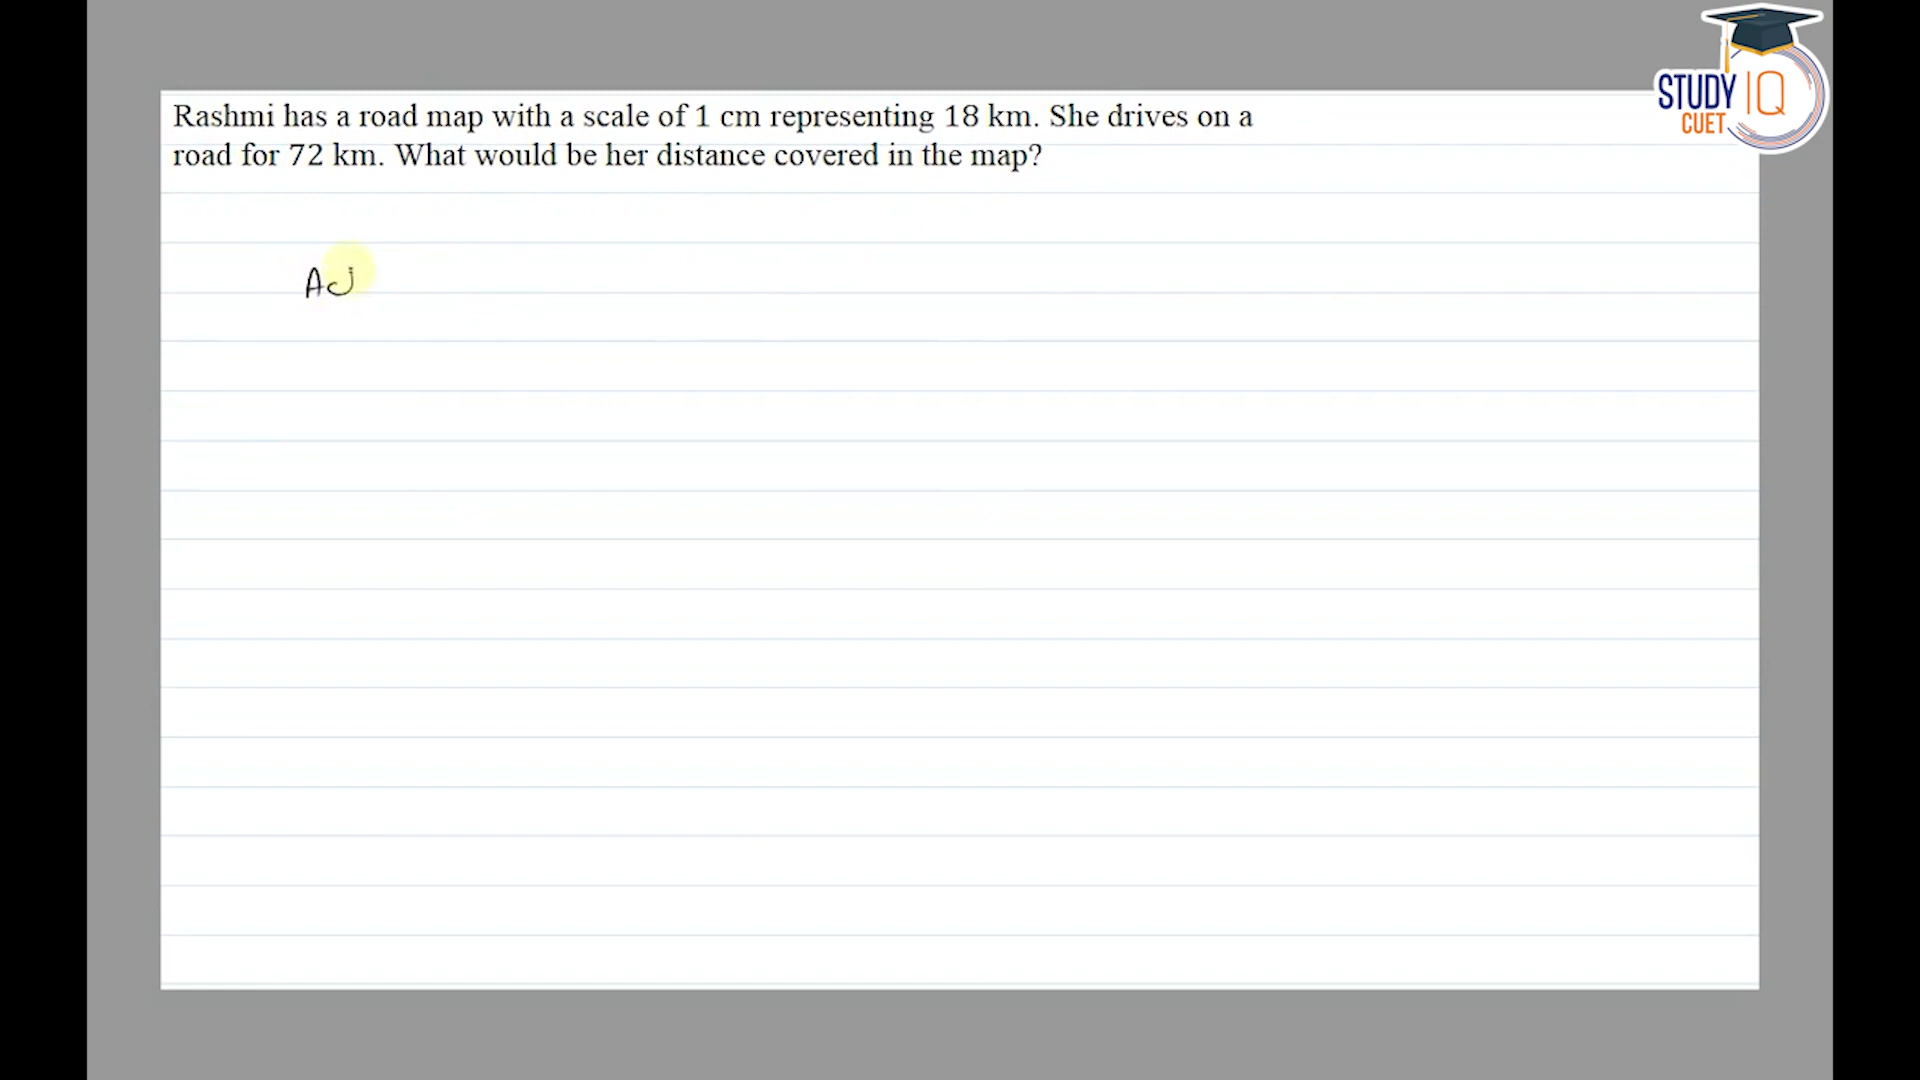 Rashmi has a road map with a scale of 1 cm representing 18 km. She drives on a
road for 72 km. What would be her distance covered in the map?
STUDY IQ
CUET